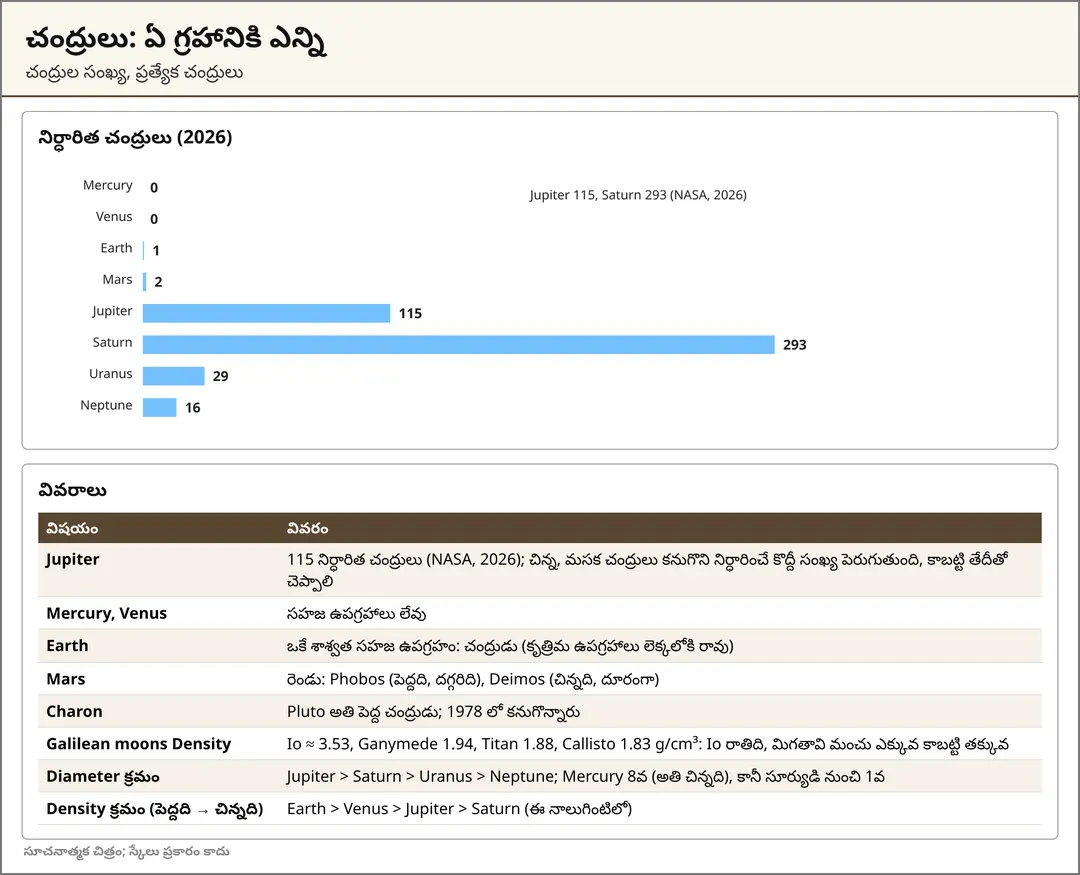 చంద్రులు: ఏ గ్రహానికి ఎన్ని
చంద్రుల సంఖ్య, ప్రత్యేక చంద్రులు
నిర్ధారిత చంద్రులు (2026)
Jupiter 115, Saturn 293 (NASA, 2026)
Mercury 0
Venus 0
Earth 1
Mars 2
Jupiter 115
Saturn 293
Uranus 29
Neptune 16
వివరాలు
విషయం వివరం
Jupiter 115 నిర్ధారిత చంద్రులు (NASA, 2026); చిన్న, మసక చంద్రులు కనుగొని నిర్ధారించే కొద్దీ సంఖ్య పెరుగుతుంది, కాబట్టి తేదీతో
చెప్పాలి
Mercury, Venus సహజ ఉపగ్రహాలు లేవు
Earth ఒకే శాశ్వత సహజ ఉపగ్రహం: చంద్రుడు (కృత్రిమ ఉపగ్రహాలు లెక్కలోకి రావు)
Mars రెండు: Phobos (పెద్దది, దగ్గరిది), Deimos (చిన్నది, దూరంగా)
Charon Pluto అతి పెద్ద చంద్రుడు; 1978 లో కనుగొన్నారు
Galilean moons Density Io ≈ 3.53, Ganymede 1.94, Titan 1.88, Callisto 1.83 g/cm³: Io రాతిది, మిగతావి మంచు ఎక్కువ కాబట్టి తక్కువ
Diameter క్రమం Jupiter > Saturn > Uranus > Neptune; Mercury 8వ (అతి చిన్నది), కానీ సూర్యుడి నుంచి 1వ
Density క్రమం (పెద్దది → చిన్నది) Earth > Venus > Jupiter > Saturn (ఈ నాలుగింటిలో)
సూచనాత్మక చిత్రం; స్కేలు ప్రకారం కాదు